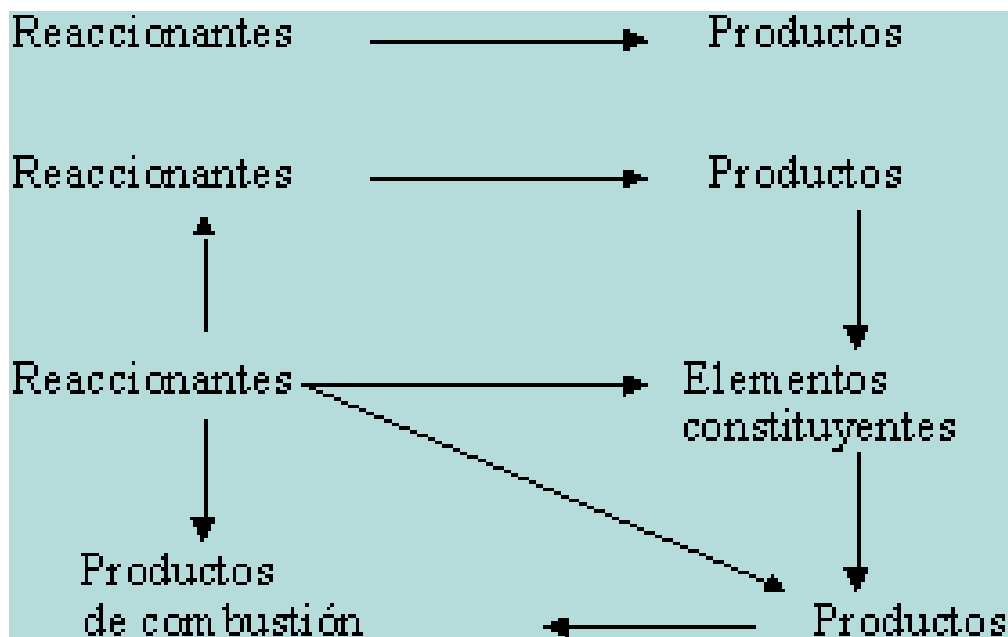 Reaccionantes Productos
Reaccionantes Productos
Reaccionantes Elementos
constituyentes
Productos
de combustión Productos